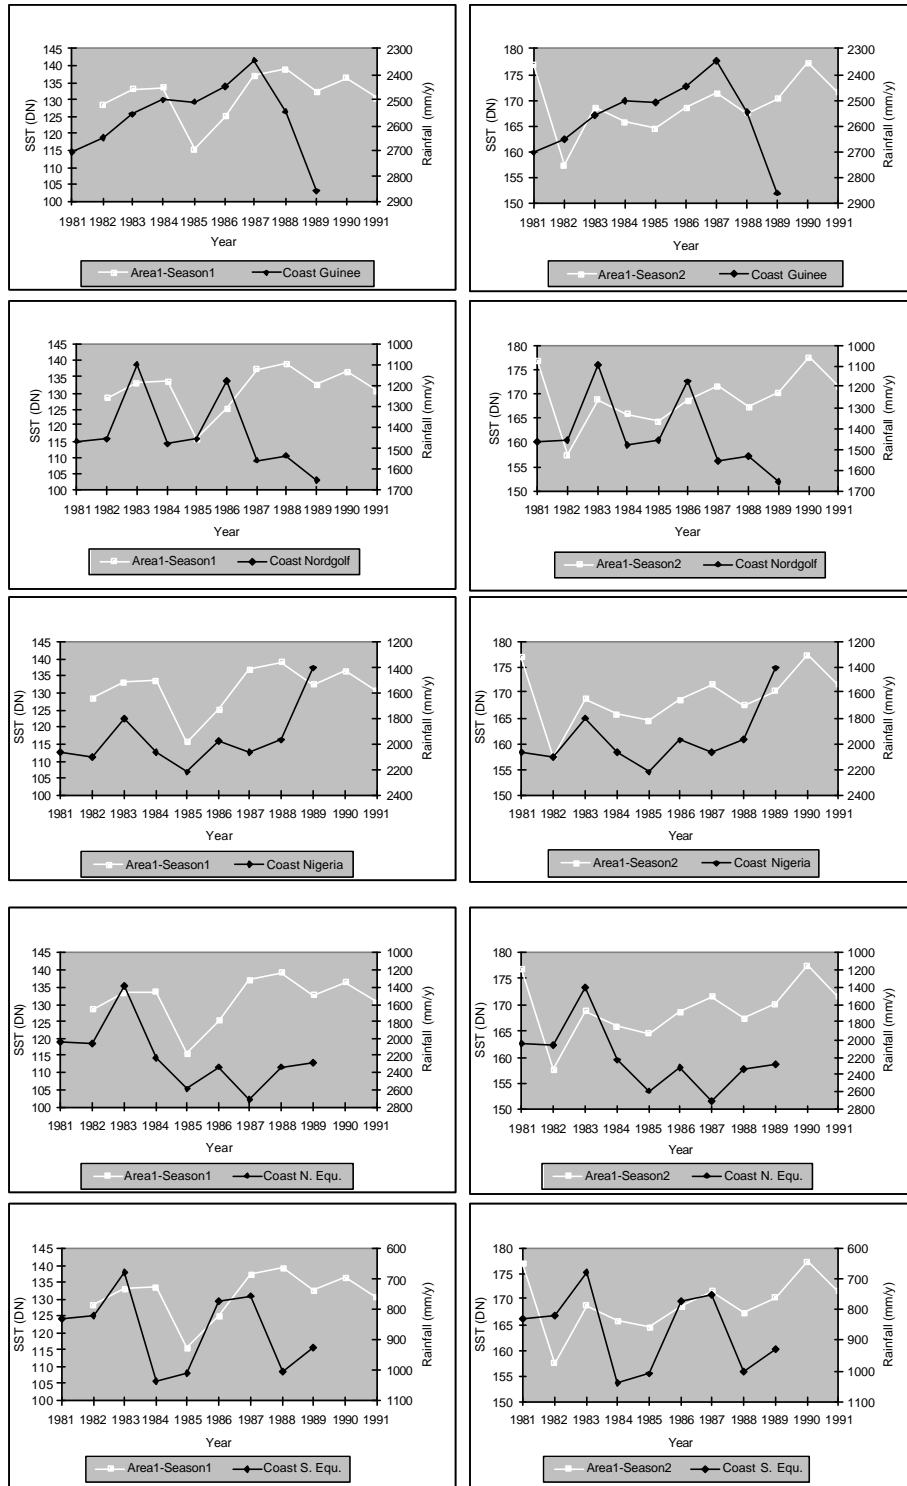 SST (DN)
145 140 135 130 125 120 115 110 105 100
2300 2400 2500 2600 2700 2800 2900
Rainfall (mm/y)
1981 1982 1983 1984 1985 1986 1987 1988 1989 1990 1991
Year
Area1-Season1 Coast Guinee
SST (DN)
180 175 170 165 160 155 150
2300 2400 2500 2600 2700 2800 2900
Rainfall (mm/y)
1981 1982 1983 1984 1985 1986 1987 1988 1989 1990 1991
Year
Area1-Season2 Coast Guinee
SST (DN)
145 140 135 130 125 120 115 110 105 100
1000 1100 1200 1300 1400 1500 1600 1700
Rainfall (mm/y)
1981 1982 1983 1984 1985 1986 1987 1988 1989 1990 1991
Year
Area1-Season1 Coast Nordgolf
SST (DN)
180 175 170 165 160 155 150
1000 1100 1200 1300 1400 1500 1600 1700
Rainfall (mm/y)
1981 1982 1983 1984 1985 1986 1987 1988 1989 1990 1991
Year
Area1-Season2 Coast Nordgolf
SST (DN)
145 140 135 130 125 120 115 110 105 100
1200 1400 1600 1800 2000 2200 2400
Rainfall (mm/y)
1981 1982 1983 1984 1985 1986 1987 1988 1989 1990 1991
Year
Area1-Season1 Coast Nigeria
SST (DN)
180 175 170 165 160 155 150
1200 1400 1600 1800 2000 2200 2400
Rainfall (mm/y)
1981 1982 1983 1984 1985 1986 1987 1988 1989 1990 1991
Year
Area1-Season2 Coast Nigeria
SST (DN)
145 140 135 130 125 120 115 110 105 100
1000 1200 1400 1600 1800 2000 2200 2400 2600 2800
Rainfall (mm/y)
1981 1982 1983 1984 1985 1986 1987 1988 1989 1990 1991
Year
Area1-Season1 Coast N. Equ.
SST (DN)
180 175 170 165 160 155 150
1000 1200 1400 1600 1800 2000 2200 2400 2600 2800
Rainfall (mm/y)
1981 1982 1983 1984 1985 1986 1987 1988 1989 1990 1991
Year
Area1-Season2 Coast N. Equ.
SST (DN)
145 140 135 130 125 120 115 110 105 100
600 700 800 900 1000 1100
Rainfall (mm/y)
1981 1982 1983 1984 1985 1986 1987 1988 1989 1990 1991
Year
Area1-Season1 Coast S. Equ.
SST (DN)
180 175 170 165 160 155 150
600 700 800 900 1000 1100
Rainfall (mm/y)
1981 1982 1983 1984 1985 1986 1987 1988 1989 1990 1991
Year
Area1-Season2 Coast S. Equ.